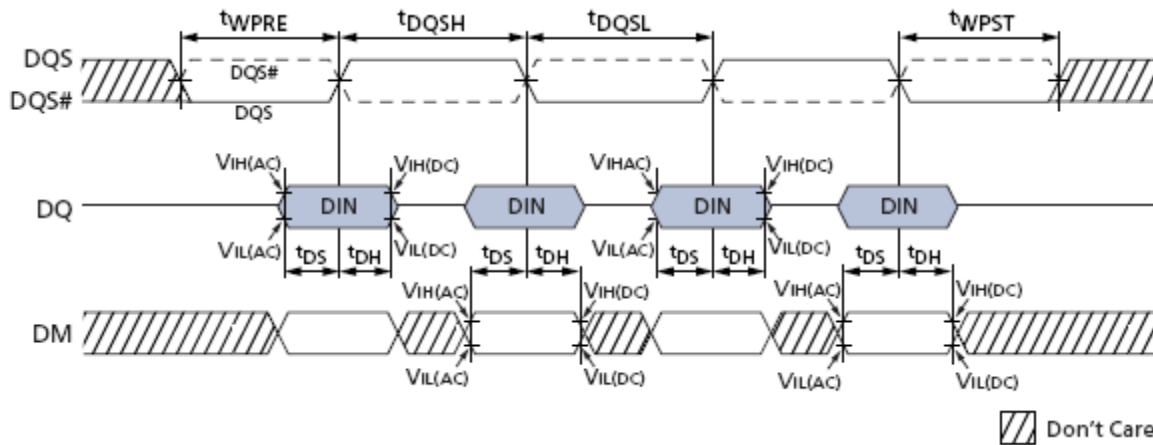 tWPRE tDQSH tDQSL tWPST
DQS
DQS#
DQS#
DQS
VIH(AC) VIH(DC) VIHAC) VIH(DC)
DQ DIN DIN DIN DIN
VIL(AC) VIL(DC) VIL(AC) VIL(DC)
tDS tDH tDS tDH tDS tDH tDS tDH
VIH(AC) VIH(DC) VIH(AC) VIH(DC)
DM
VIL(AC) VIL(DC) VIL(AC) VIL(DC)
Don't Care